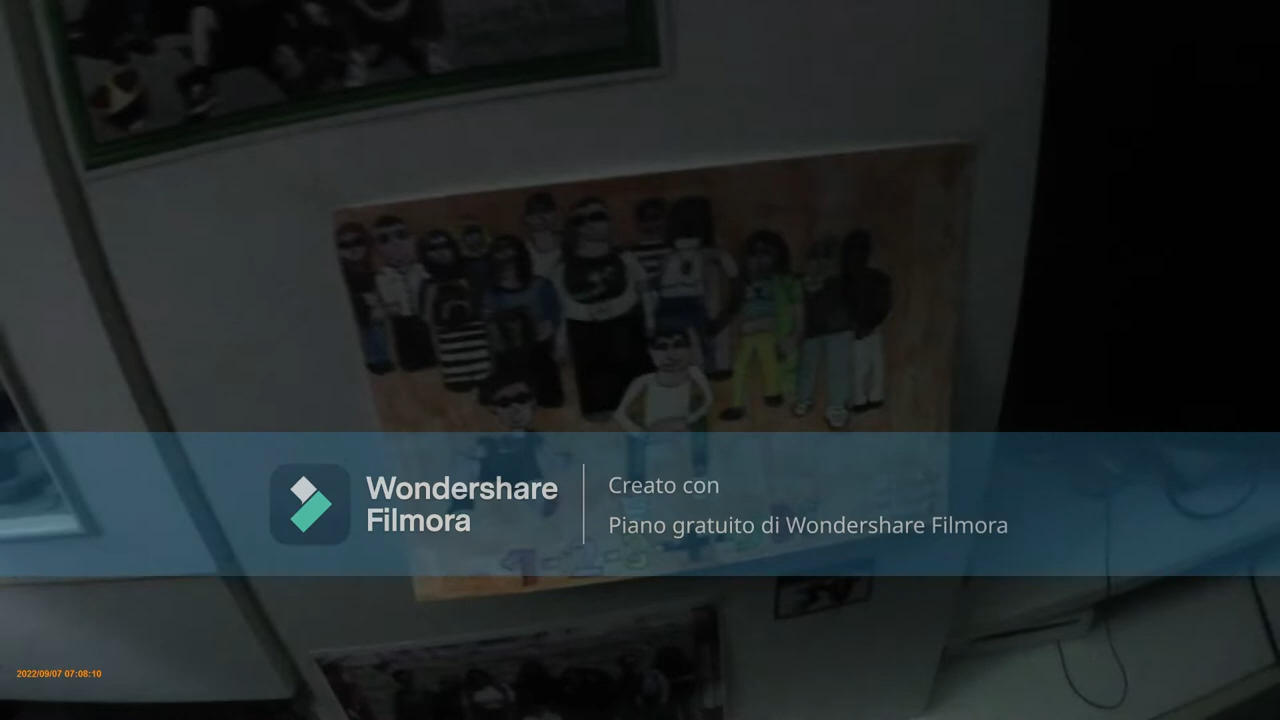 Wondershare
Filmora
Creato con
Piano gratuito di Wondershare Filmora
2022/09/07 07:08:10